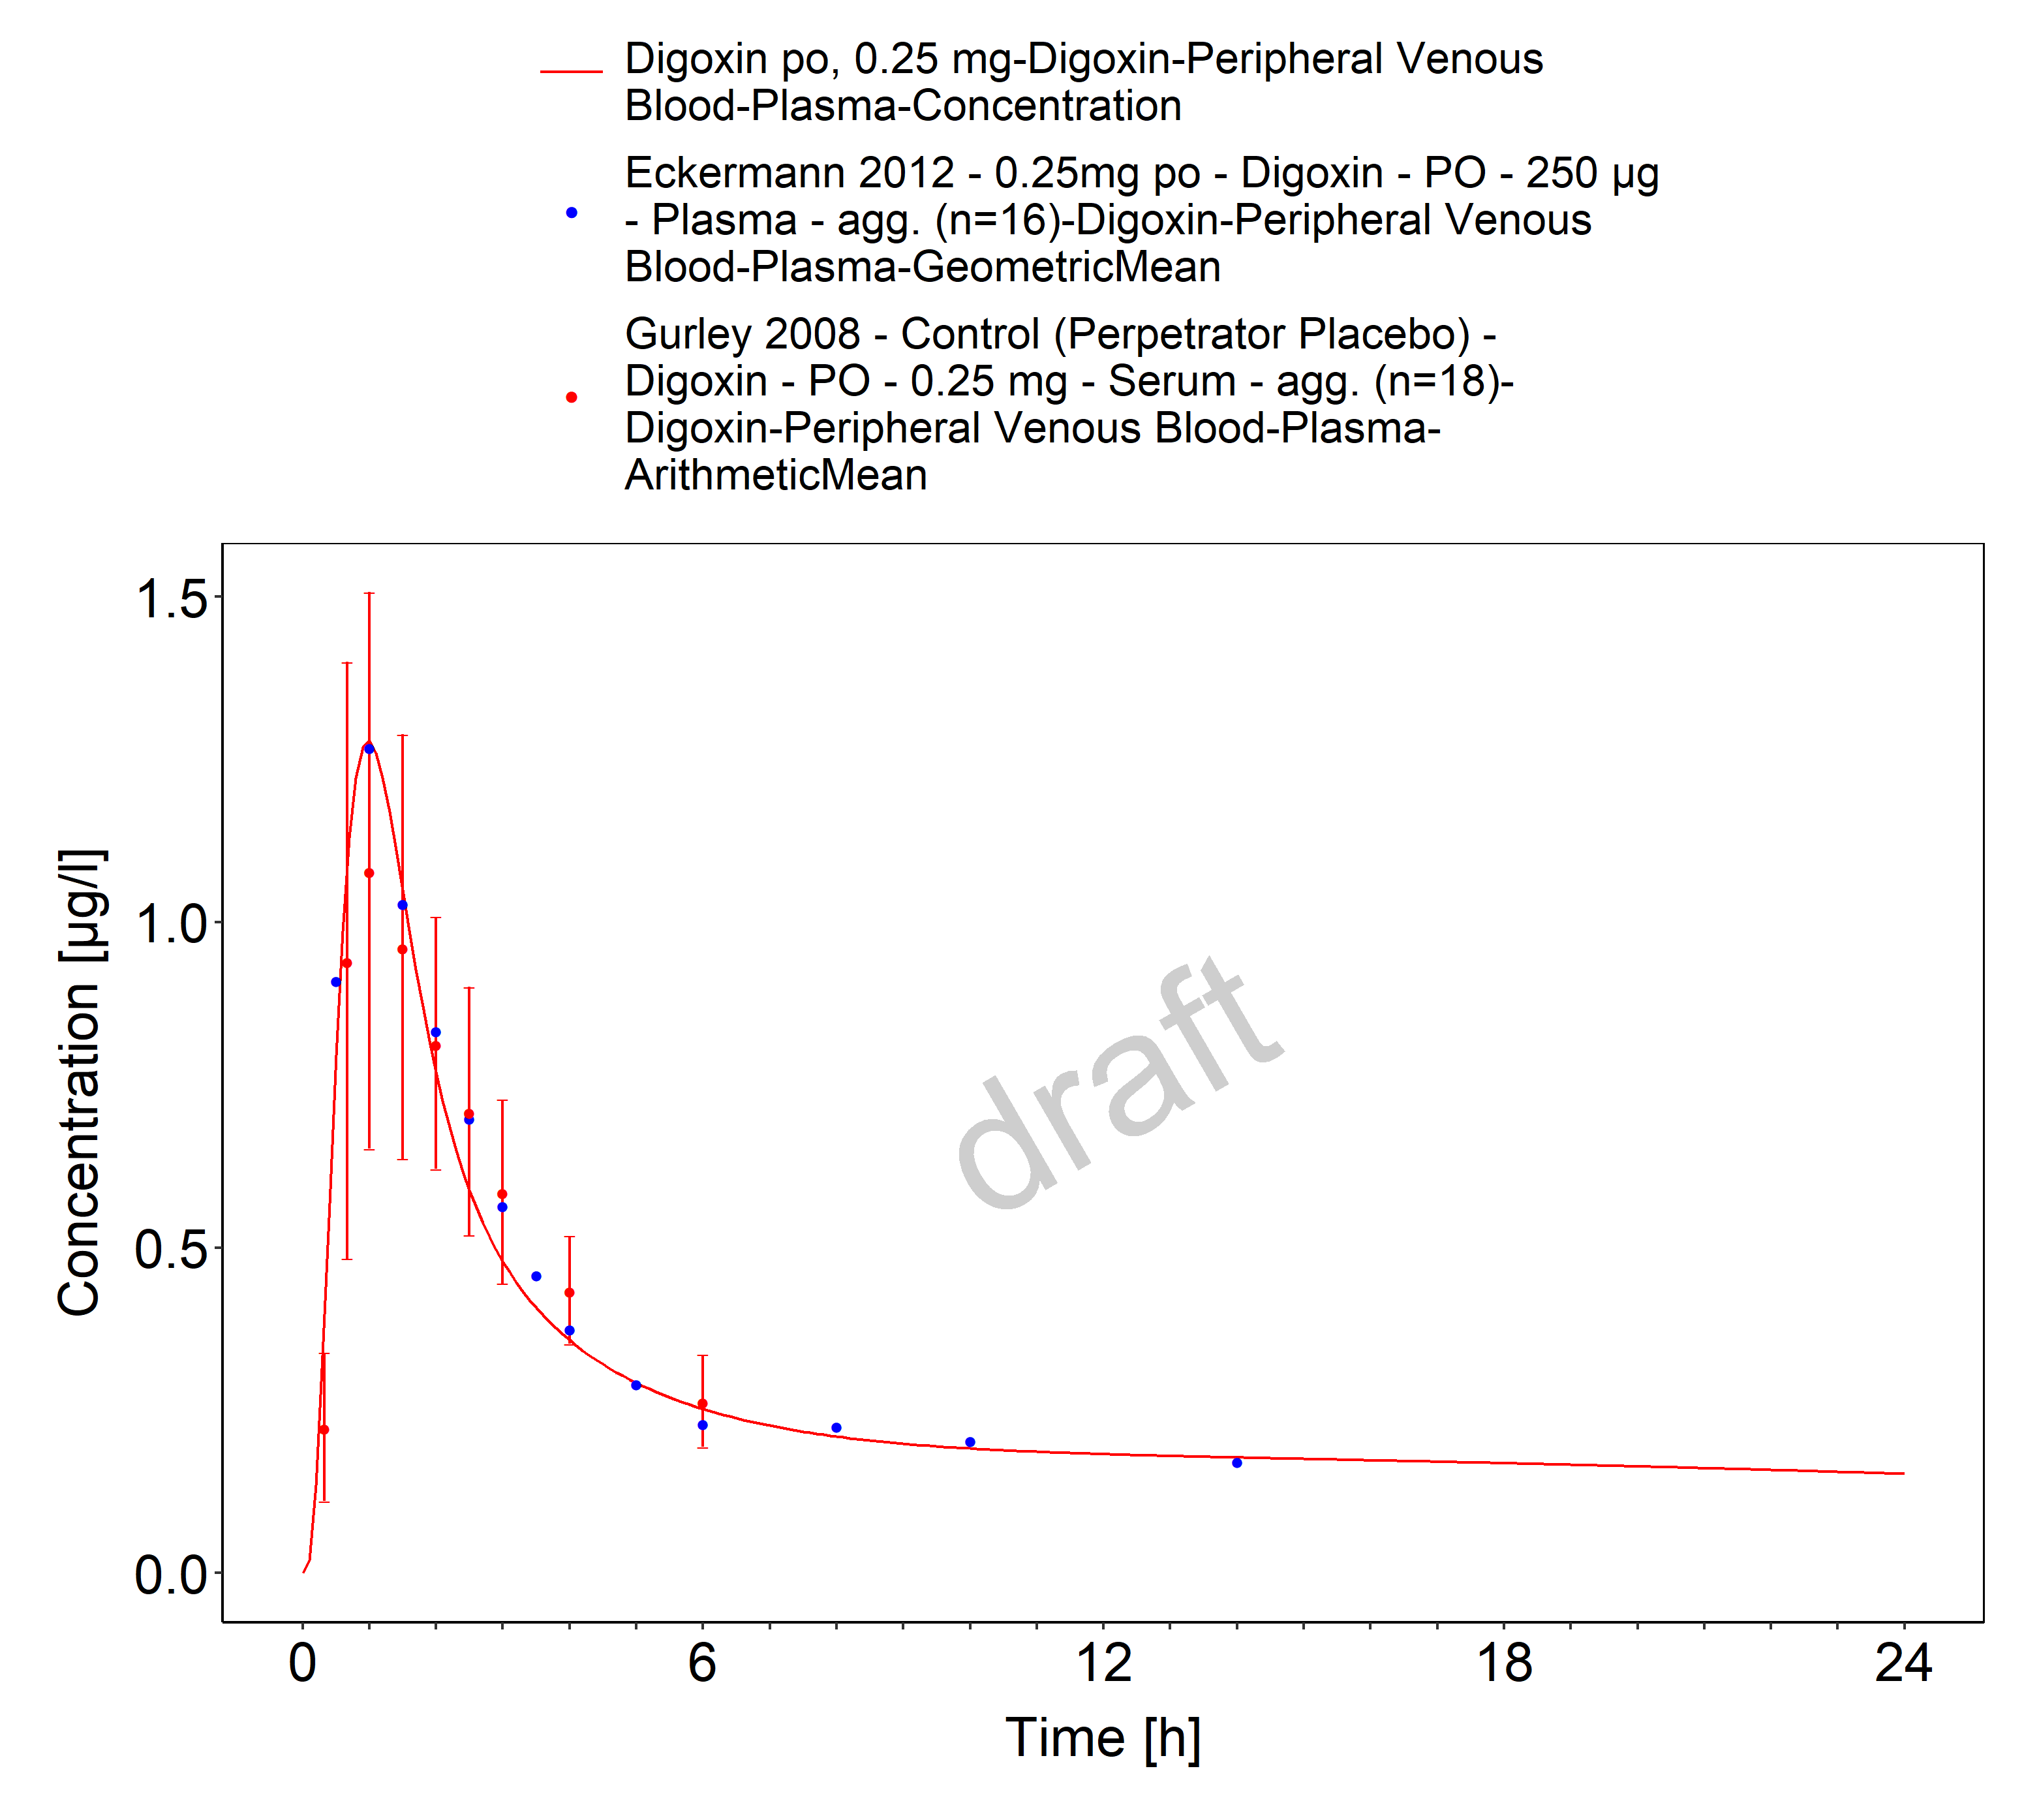 Digoxin po, 0.25 mg-Digoxin-Peripheral Venous
Blood-Plasma-Concentration
Eckermann 2012 - 0.25mg po - Digoxin - PO - 250 µg
- Plasma - agg. (n=16)-Digoxin-Peripheral Venous
Blood-Plasma-GeometricMean
Gurley 2008 - Control (Perpetrator Placebo) -
Digoxin - PO - 0.25 mg - Serum - agg. (n=18)-
Digoxin-Peripheral Venous Blood-Plasma-
ArithmeticMean
Concentration [µg/l]
1.5
1.0
0.5
0.0
draft
0 6 12 18 24
Time [h]